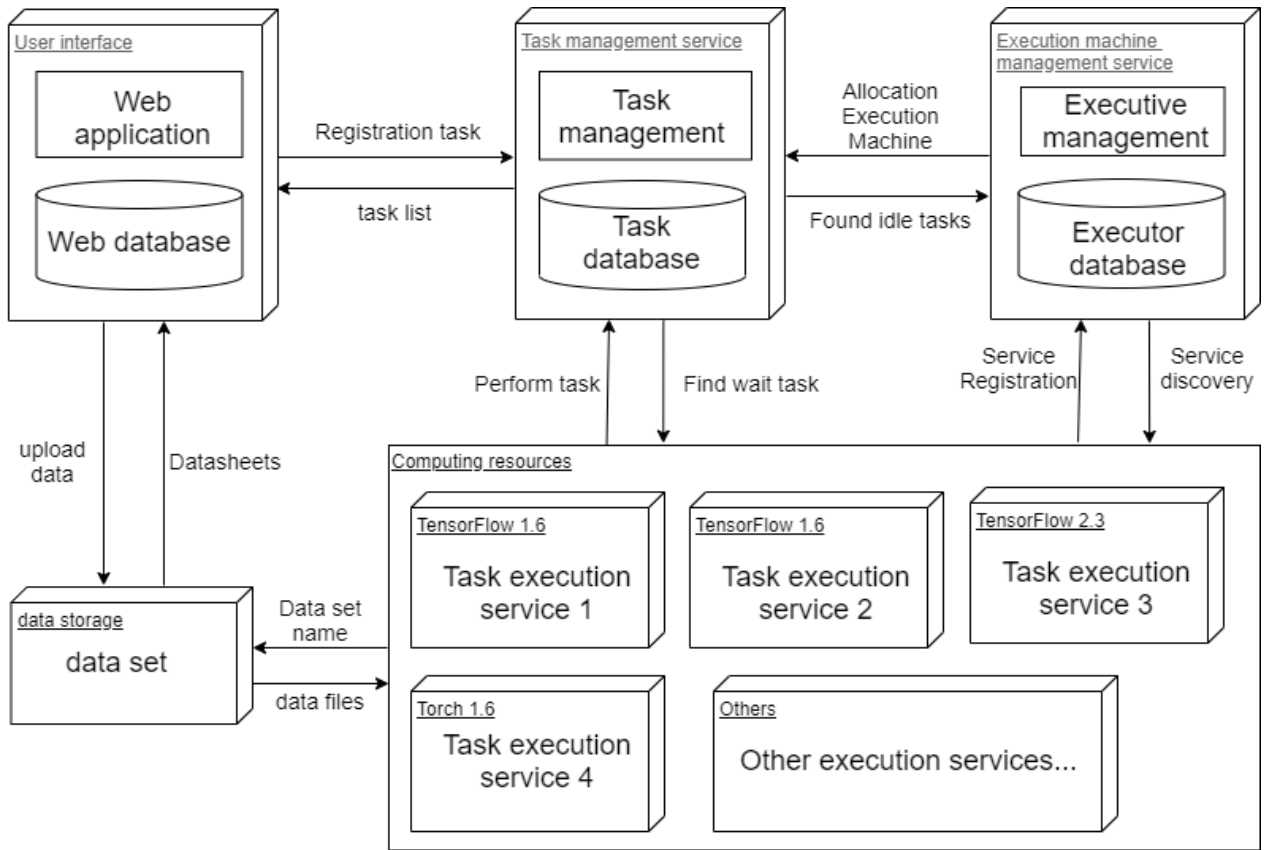 User interface
Web
application
Web database
Registration task
task list
Task management service
Task
management
Task
database
Allocation
Execution
Machine
Found idle tasks
Execution machine
management service
Executive
management
Executor
database
upload
data
Datasheets
Perform task
Find wait task
Service
Registration
Service
discovery
data storage
data set
Data set
name
data files
Computing resources
TensorFlow 1.6
Task execution
service 1
TensorFlow 1.6
Task execution
service 2
TensorFlow 2.3
Task execution
service 3
Torch 1.6
Task execution
service 4
Others
Other execution services...